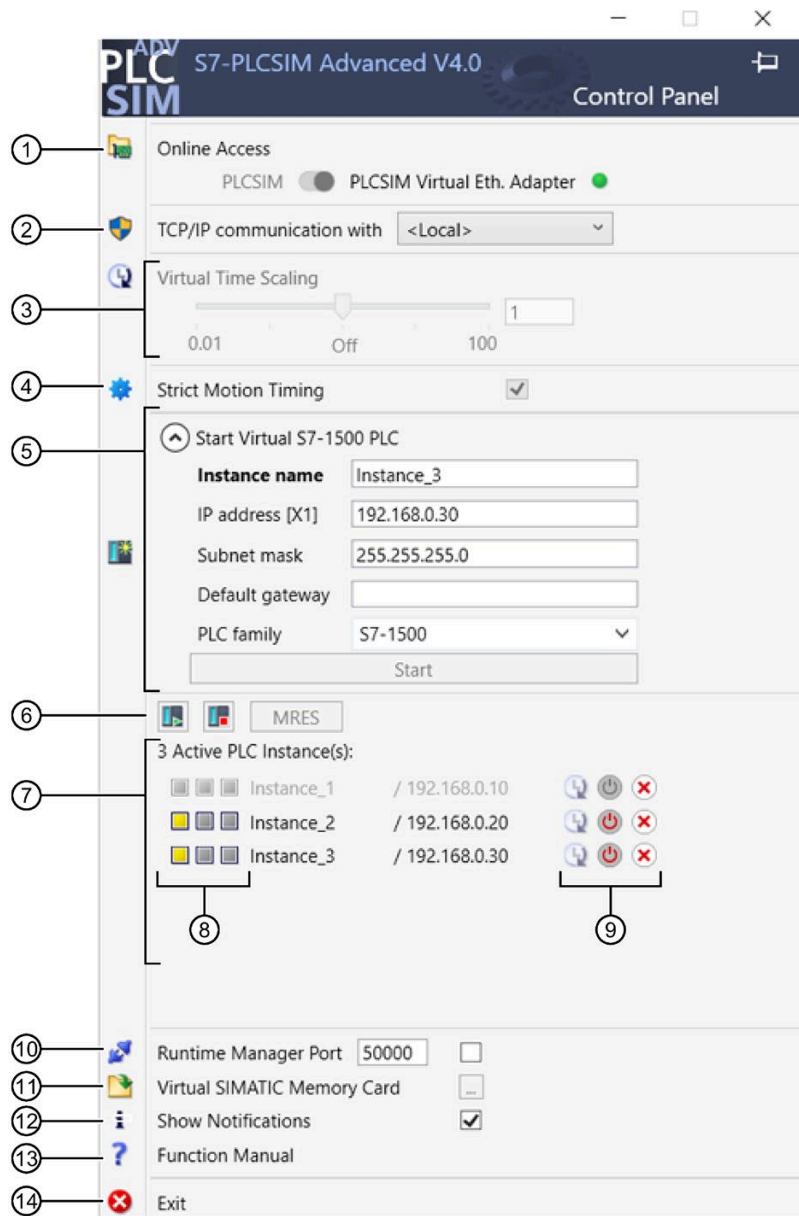 ADV
PLC
SIM
S7-PLCSIM Advanced V4.0
Control Panel
1
Online Access
PLCSIM PLCSIM Virtual Eth. Adapter
2
TCP/IP communication with <Local>
3
Virtual Time Scaling
1
0.01 Off 100
4
Strict Motion Timing
5
Start Virtual S7-1500 PLC
Instance name Instance_3
IP address [X1] 192.168.0.30
Subnet mask 255.255.255.0
Default gateway
PLC family S7-1500
Start
6
MRES
7
3 Active PLC Instance(s):
Instance_1 / 192.168.0.10
Instance_2 / 192.168.0.20
Instance_3 / 192.168.0.30
8
9
10
Runtime Manager Port 50000
11
Virtual SIMATIC Memory Card ...
12
Show Notifications
13
? Function Manual
14
Exit